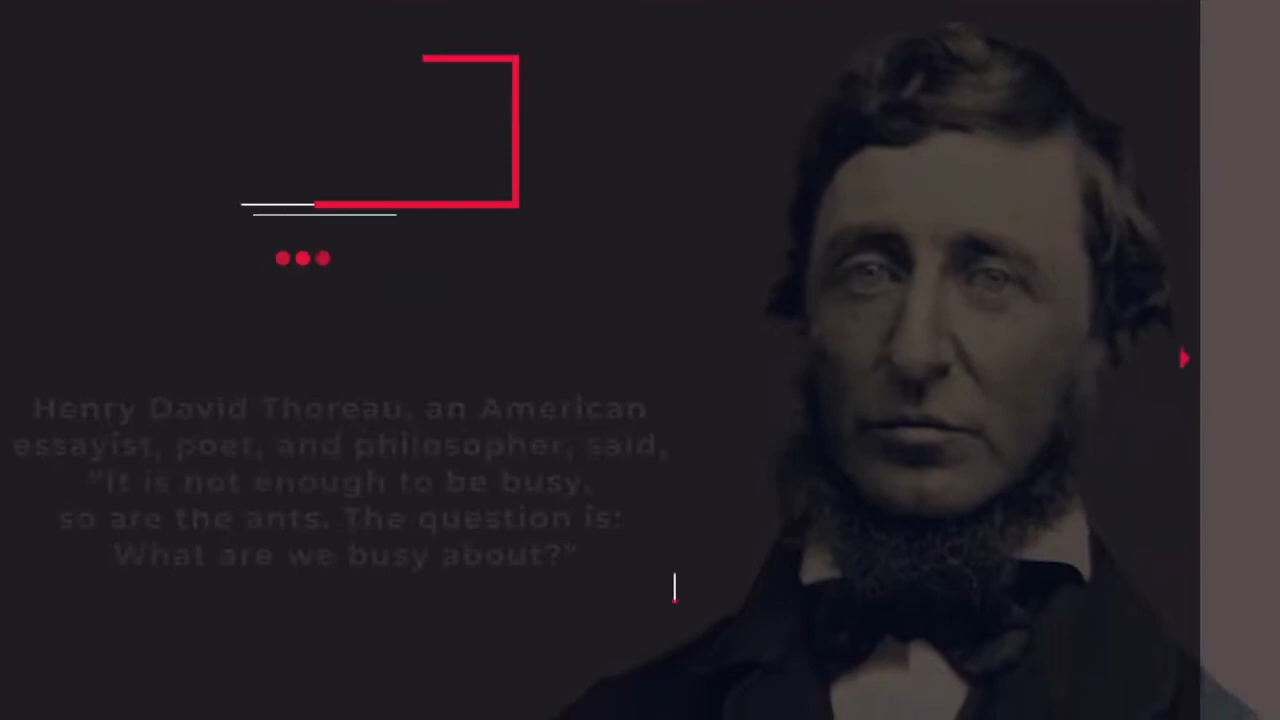 Henry David Thoreau, an American
essayist, poet, and philosopher, said,
"It is not enough to be busy,
so are the ants. The question is:
What are we busy about?"